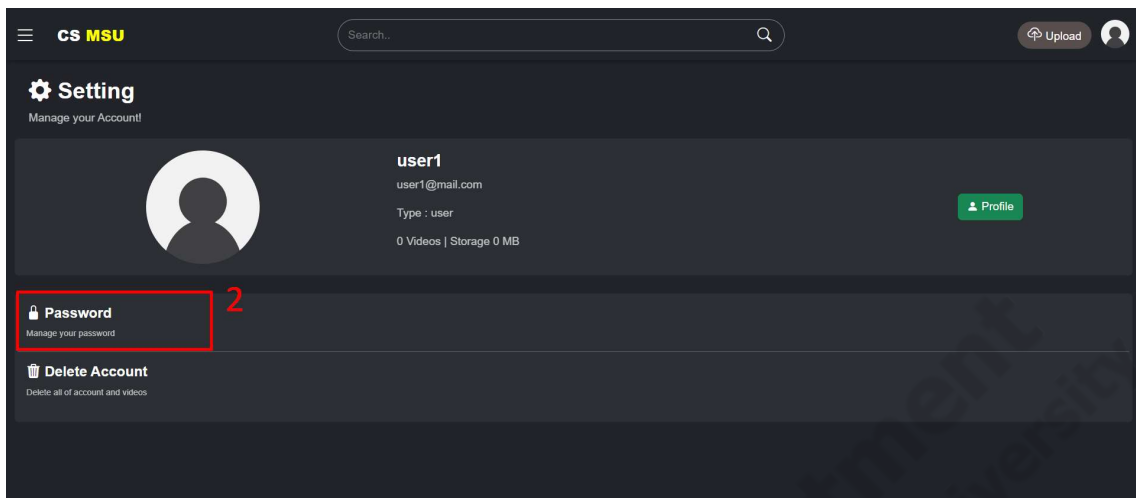 CS MSU
Search..
Upload
Setting
Manage your Account!
user1
user1@mail.com
Type : user
0 Videos | Storage 0 MB
Profile
Password
2
Manage your password
Delete Account
Delete all of account and videos